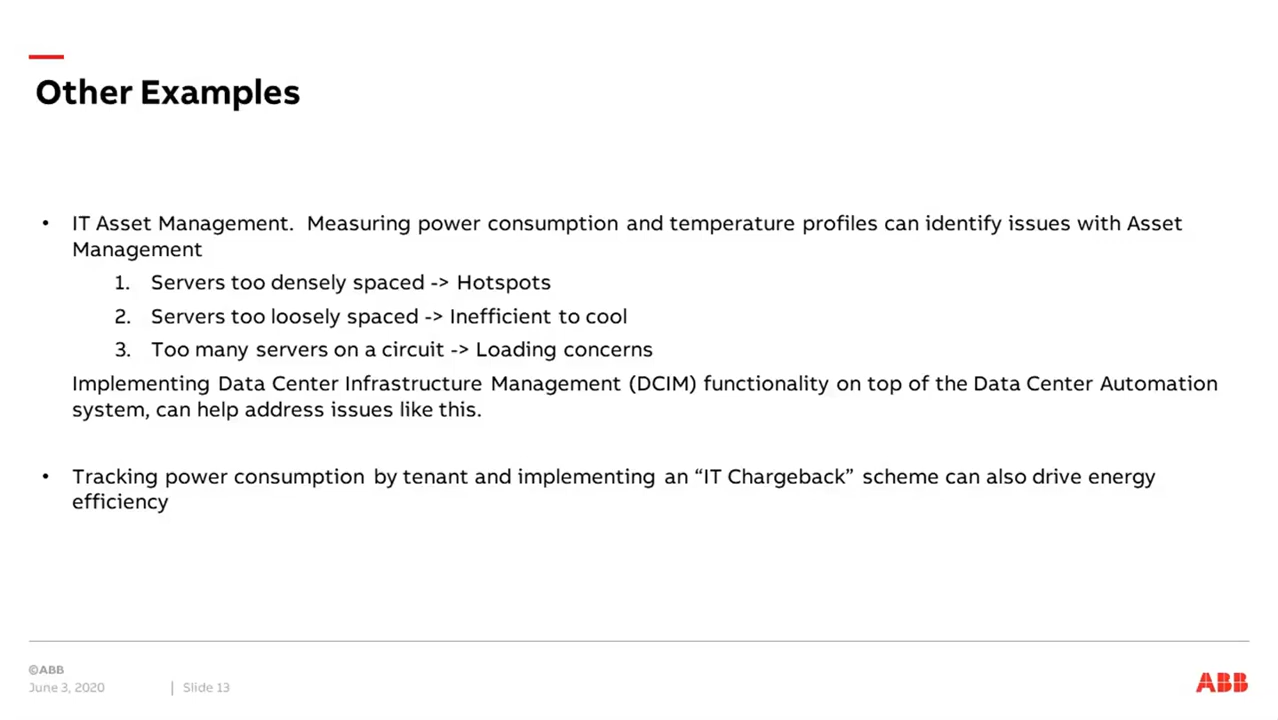 Other Examples
• IT Asset Management.  Measuring power consumption and temperature profiles can identify issues with Asset
Management
1. Servers too densely spaced -> Hotspots
2. Servers too loosely spaced -> Inefficient to cool
3. Too many servers on a circuit -> Loading concerns
Implementing Data Center Infrastructure Management (DCIM) functionality on top of the Data Center Automation
system, can help address issues like this.
• Tracking power consumption by tenant and implementing an “IT Chargeback” scheme can also drive energy
efficiency
©ABB
June 3, 2020 | Slide 13
ABB